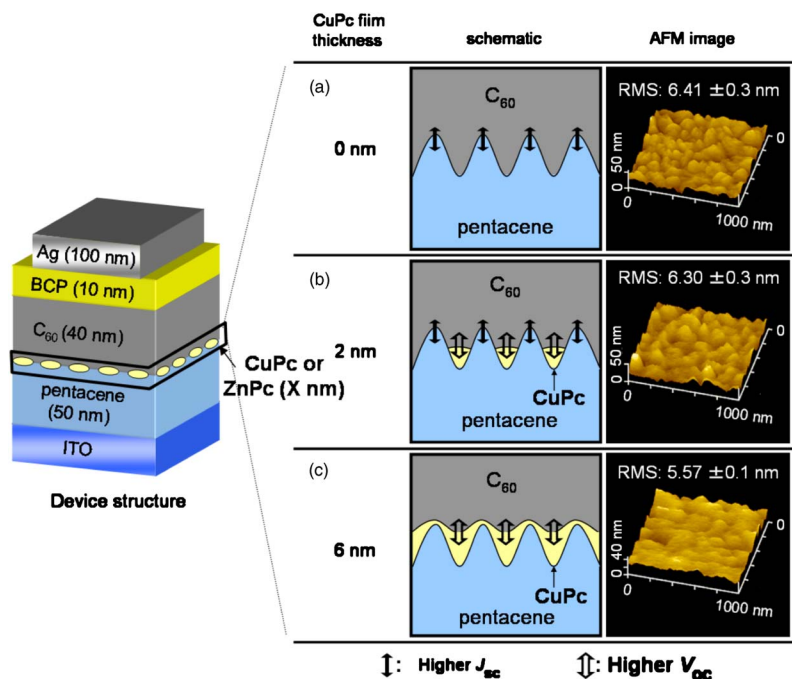 CuPc film
thickness
schematic
AFM image
(a)
0 nm
C60
pentacene
RMS: 6.41 ±0.3 nm
0 50 nm
0
1000 nm
0
(b)
2 nm
C60
CuPc
pentacene
RMS: 6.30 ±0.3 nm
0 50 nm
0
1000 nm
0
(c)
6 nm
C60
CuPc
pentacene
RMS: 5.57 ±0.1 nm
0 40 nm
0
1000 nm
0
Ag (100 nm)
BCP (10 nm)
C60 (40 nm)
CuPc or
ZnPc (X nm)
pentacene
(50 nm)
ITO
Device structure
: Higher Jsc
: Higher Voc